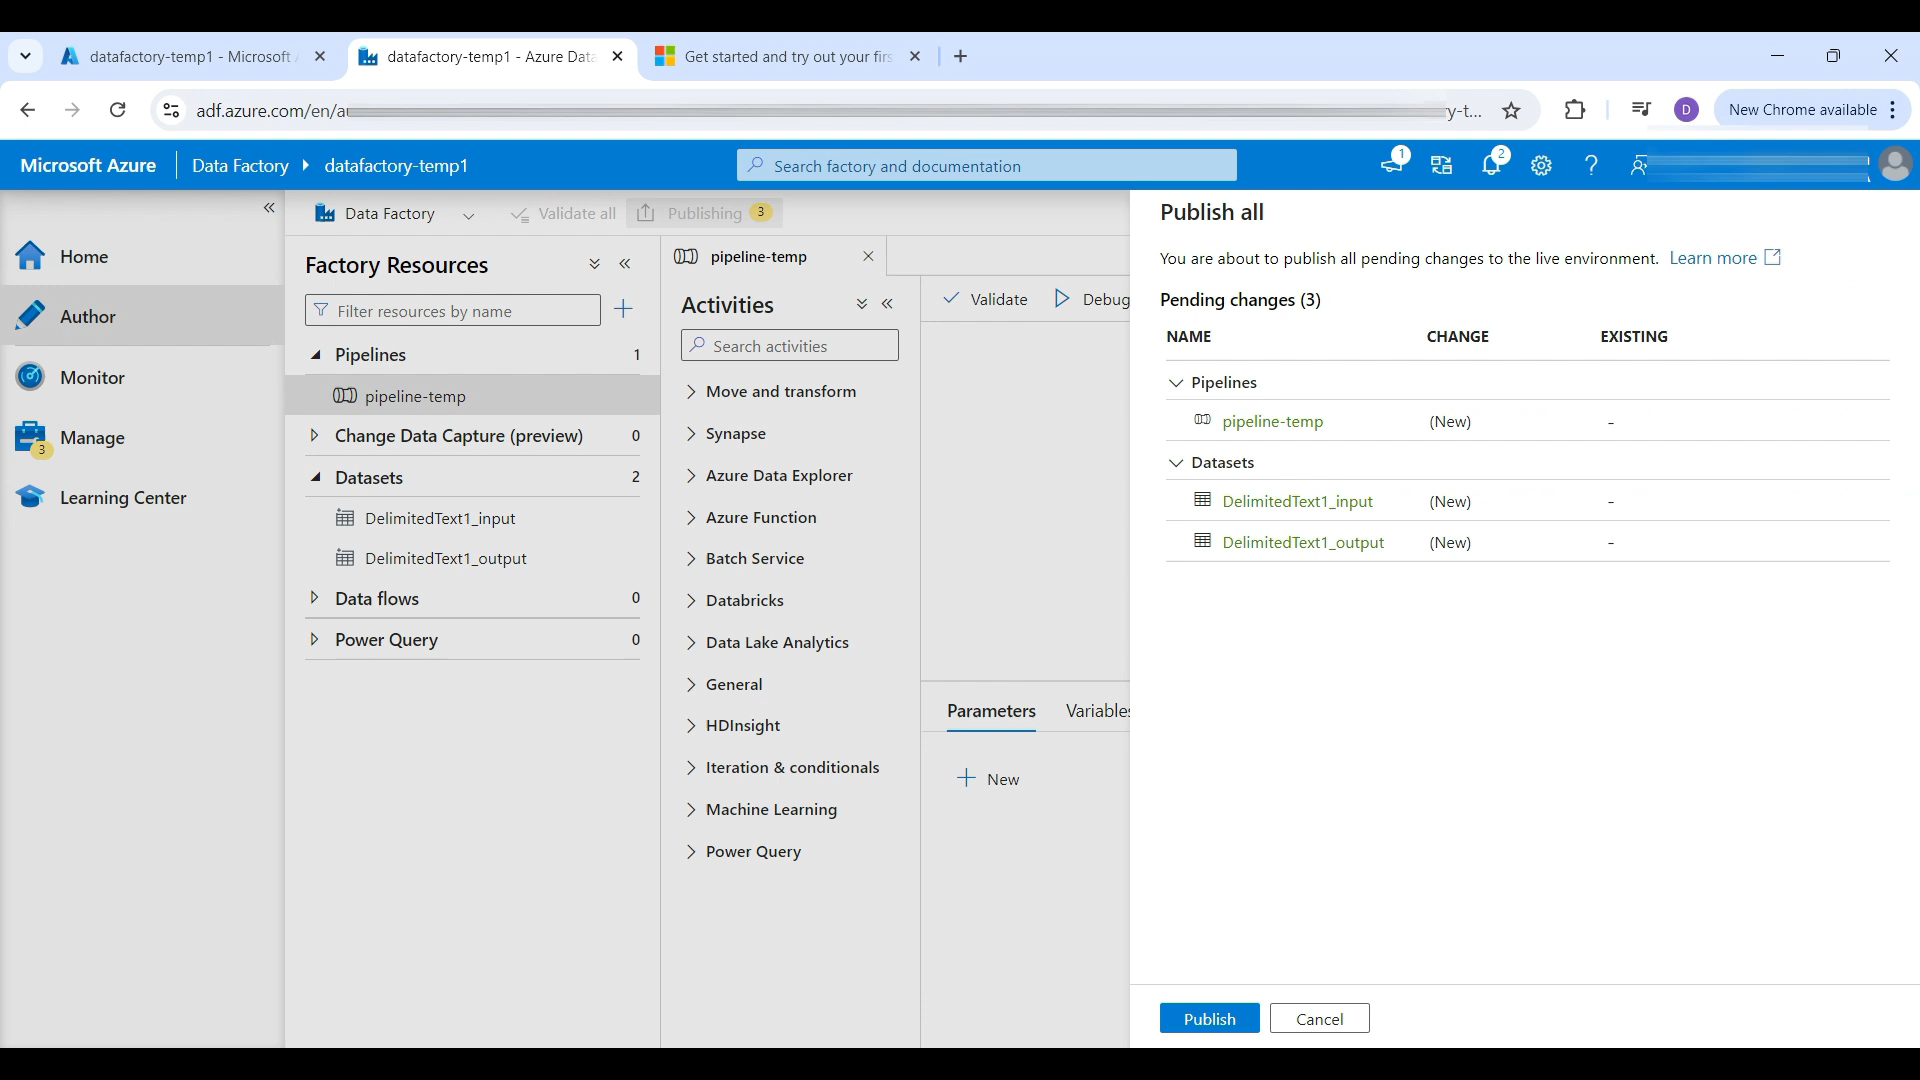 datafactory-temp1 - Microsoft
datafactory-temp1 - Azure Data
Get started and try out your firs
adf.azure.com/en/au
y-t...
D
New Chrome available
Microsoft Azure
Data Factory
datafactory-temp1
Search factory and documentation
1
2
Home
Author
Monitor
Manage
3
Learning Center
Data Factory
Validate all
Publishing
3
Factory Resources
Filter resources by name
Pipelines
1
pipeline-temp
Change Data Capture (preview)
0
Datasets
2
DelimitedText1_input
DelimitedText1_output
Data flows
0
Power Query
0
pipeline-temp
Activities
Search activities
Move and transform
Synapse
Azure Data Explorer
Azure Function
Batch Service
Databricks
Data Lake Analytics
General
HDInsight
Iteration & conditionals
Machine Learning
Power Query
Validate
Debug
Parameters
Variables
New
Publish all
You are about to publish all pending changes to the live environment. Learn more
Pending changes (3)
NAME CHANGE EXISTING
Pipelines
pipeline-temp (New) -
Datasets
DelimitedText1_input (New) -
DelimitedText1_output (New) -
Publish
Cancel